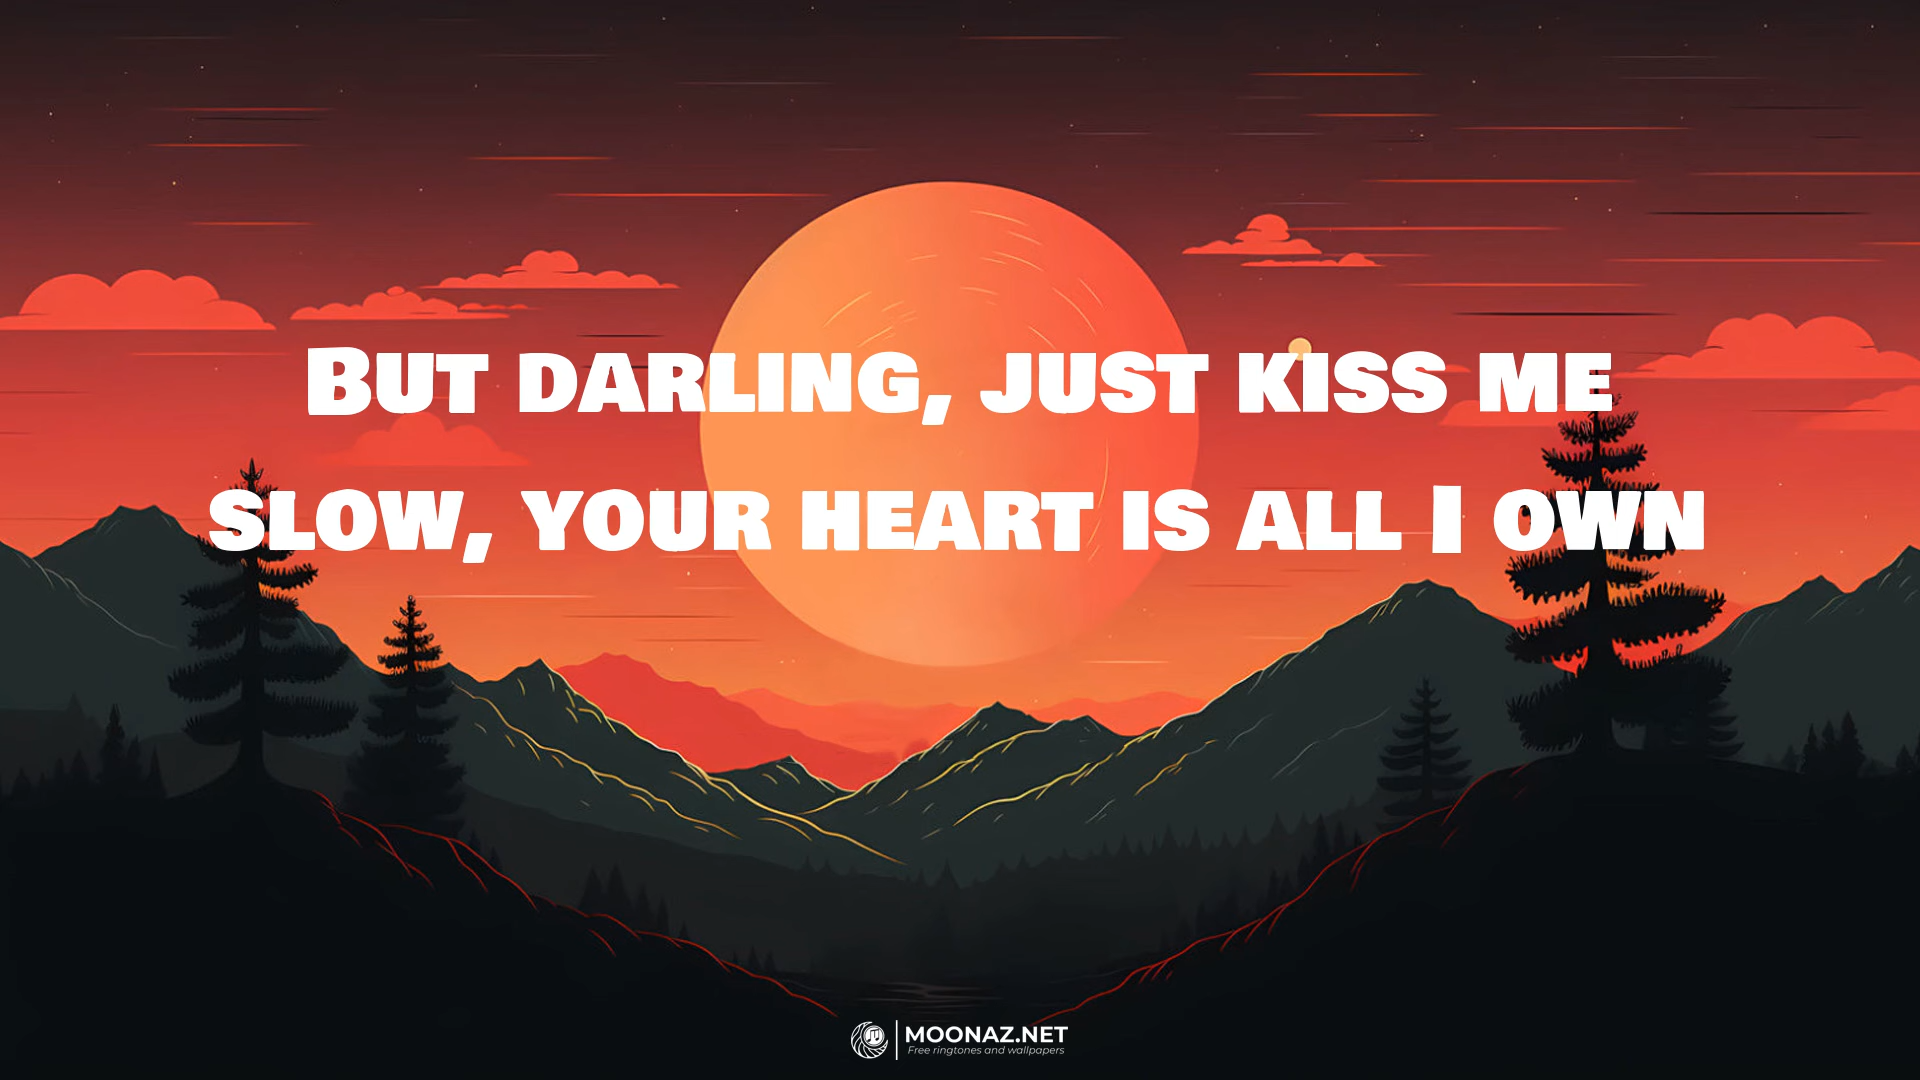 But darling, just kiss me
slow, your heart is all I own
MOONAZ.NET
Free ringtones and wallpapers